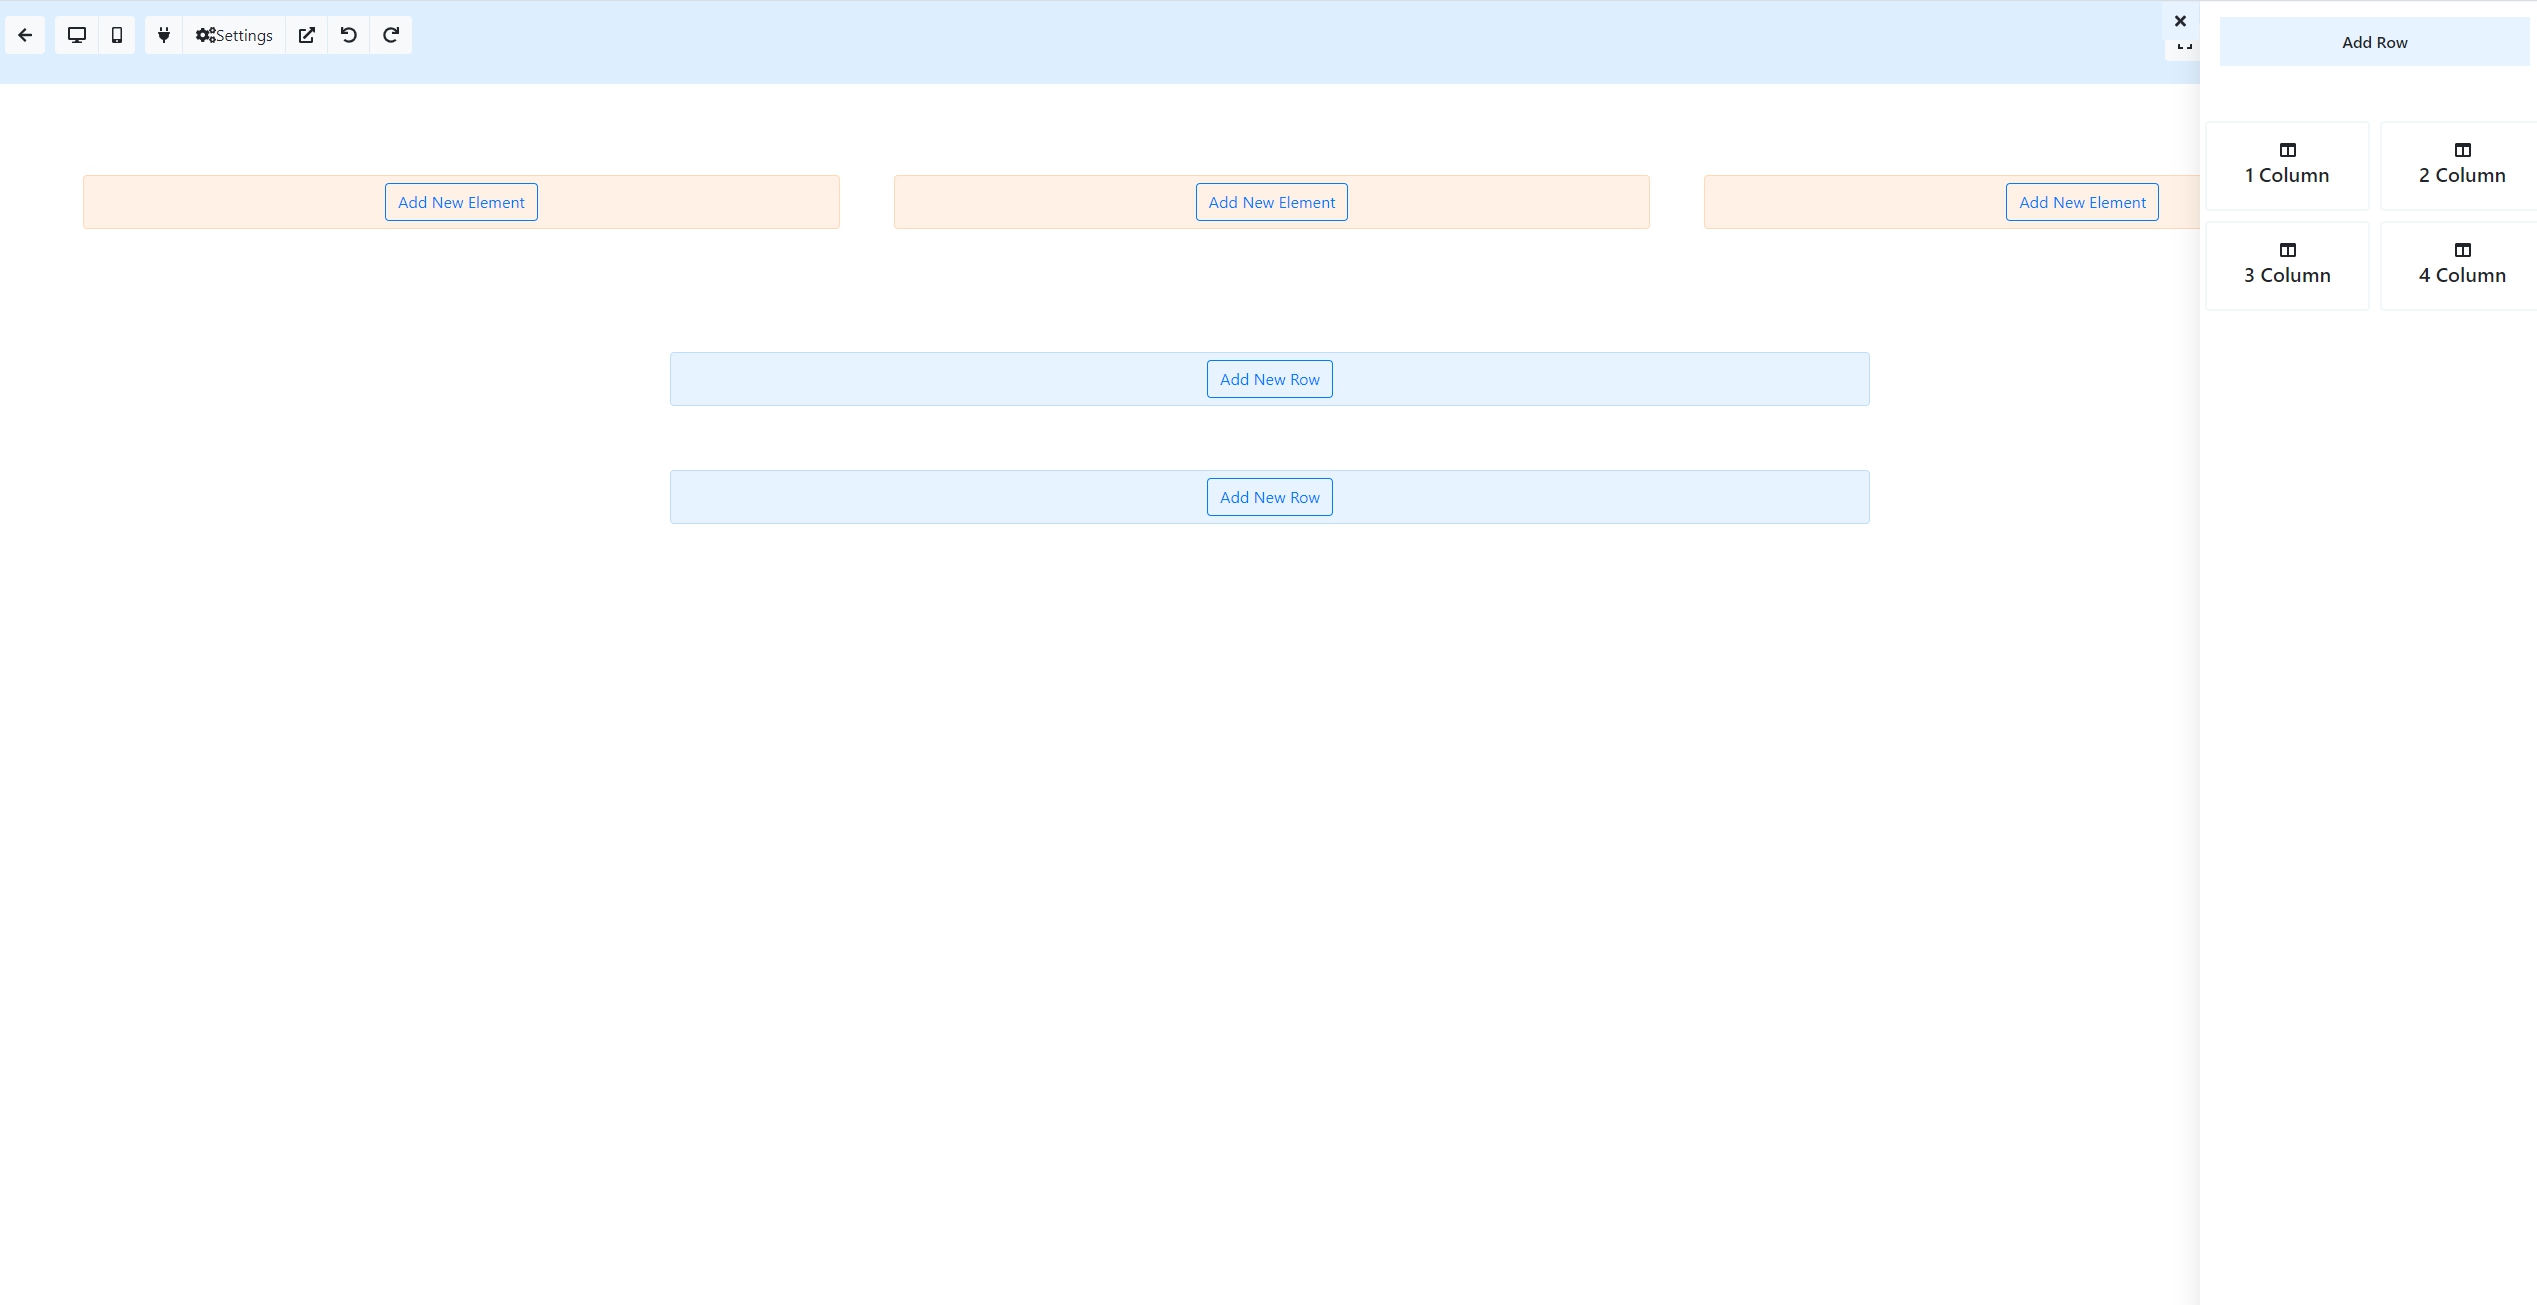 Settings
Add Row
1 Column
2 Column
3 Column
4 Column
Add New Element
Add New Element
Add New Element
Add New Row
Add New Row